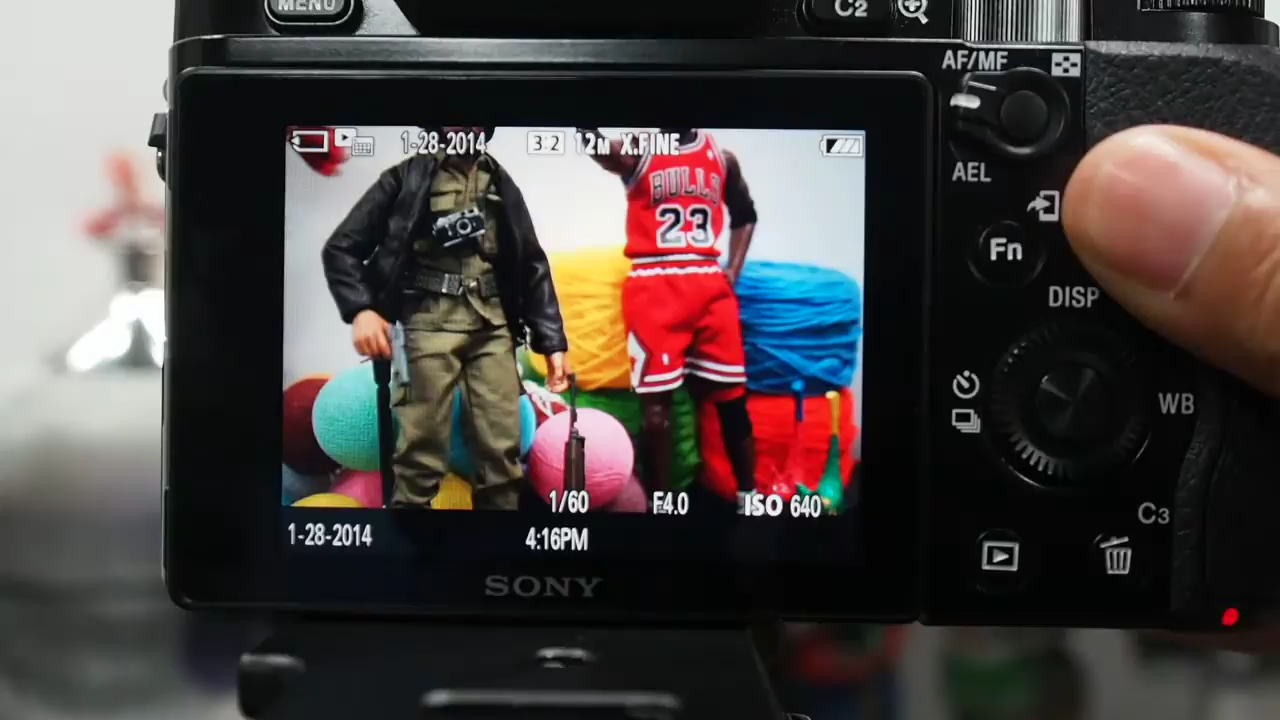 MENU
C2
AF/MF
1-28-2014 3:2 12M X.FINE
AEL
BULLS
23
Fn
DISP
WB
1/60 F4.0 ISO 640
1-28-2014 4:16PM
C3
SONY